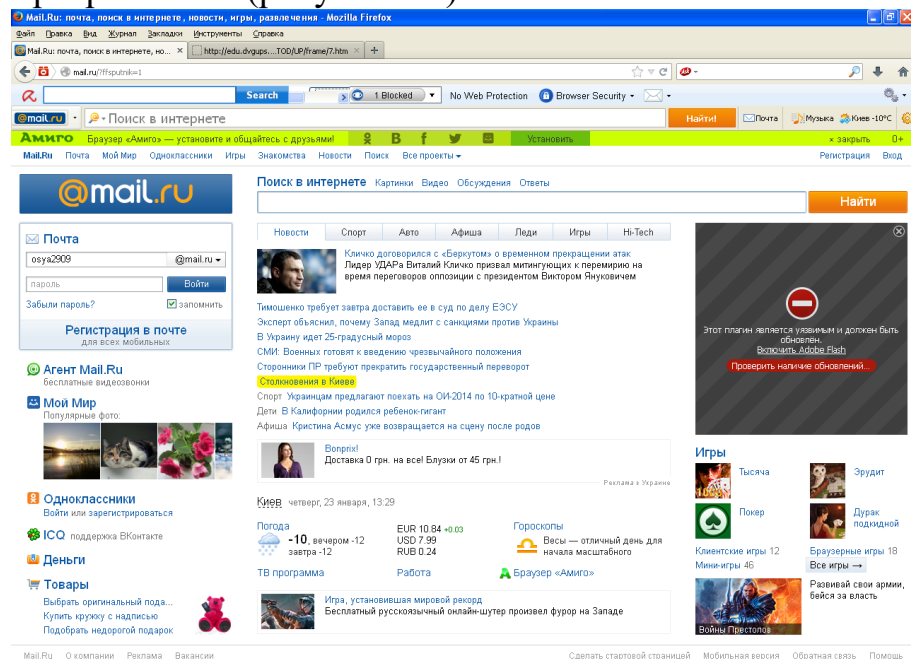 Mail.Ru: почта, поиск в интернете, новости, игры, развлечения - Mozilla Firefox
Файл Правка Вид Журнал Закладки Инструменты Справка
Mail.Ru: почта, поиск в интернете, но... × http://edu.dvgups....TOD/UP/frame/7.htm × +
mail.ru/?ffsputnik=1
Search 1 Blocked No Web Protection Browser Security
@mail.ru Поиск в интернете Найти! Почта Музыка Киев -10°C
Амиго Браузер «Амиго» — установите и общайтесь с друзьями! Установить × закрыть 0+
Mail.Ru Почта Мой Мир Одноклассники Игры Знакомства Новости Поиск Все проекты Регистрация Вход
@mail.ru
Поиск в интернете Картинки Видео Обсуждения Ответы
Найти
Почта
osya2909 @mail.ru
пароль Войти
Забыли пароль? запомнить
Регистрация в почте
для всех мобильных
Агент Mail.Ru
бесплатные видеозвонки
Мой Мир
Популярные фото:
Одноклассники
Войти или зарегистрироваться
ICQ поддержка ВКонтакте
Деньги
Товары
Выбрать оригинальный пода...
Купить кружку с надписью
Подобрать недорогой подарок
Новости Спорт Авто Афиша Леди Игры Hi-Tech
Кличко договорился с «Беркутом» о временном прекращении атак
Лидер УДАРа Виталий Кличко призвал митингующих к перемирию на
время переговоров оппозиции с президентом Виктором Януковичем
Тимошенко требует завтра доставить ее в суд по делу ЕЭСУ
Эксперт объяснил, почему Запад медлит с санкциями против Украины
В Украину идет 25-градусный мороз
СМИ: Военных готовят к введению чрезвычайного положения
Сторонники ПР требуют прекратить государственный переворот
Столкновения в Киеве
Спорт Украинцам предлагают поехать на ОИ-2014 по 10-кратной цене
Дети В Калифорнии родился ребенок-гигант
Афиша Кристина Асмус уже возвращается на сцену после родов
Bonprix!
Доставка 0 грн. на все! Блузки от 45 грн.!
Реклама в Украине
Киев четверг, 23 января, 13:29
Погода
-10, вечером -12
завтра -12
EUR 10.84 +0.03
USD 7.99
RUB 0.24
Гороскопы
Весы — отличный день для
начала масштабного
ТВ программа Работа Браузер «Амиго»
Игра, установившая мировой рекорд
Бесплатный русскоязычный онлайн-шутер произвел фурор на Западе
Этот плагин является уязвимым и должен быть
обновлён.
Включить Adobe Flash
Проверить наличие обновлений...
Игры
Тысяча Эрудит
Покер Дурак
подкидной
Клиентские игры 12 Браузерные игры 18
Мини-игры 46 Все игры →
Развивай свои армии,
бейся за власть
Войны Престолов
Mail.Ru О компании Реклама Вакансии Сделать стартовой страницей Мобильная версия Обратная связь Помощь